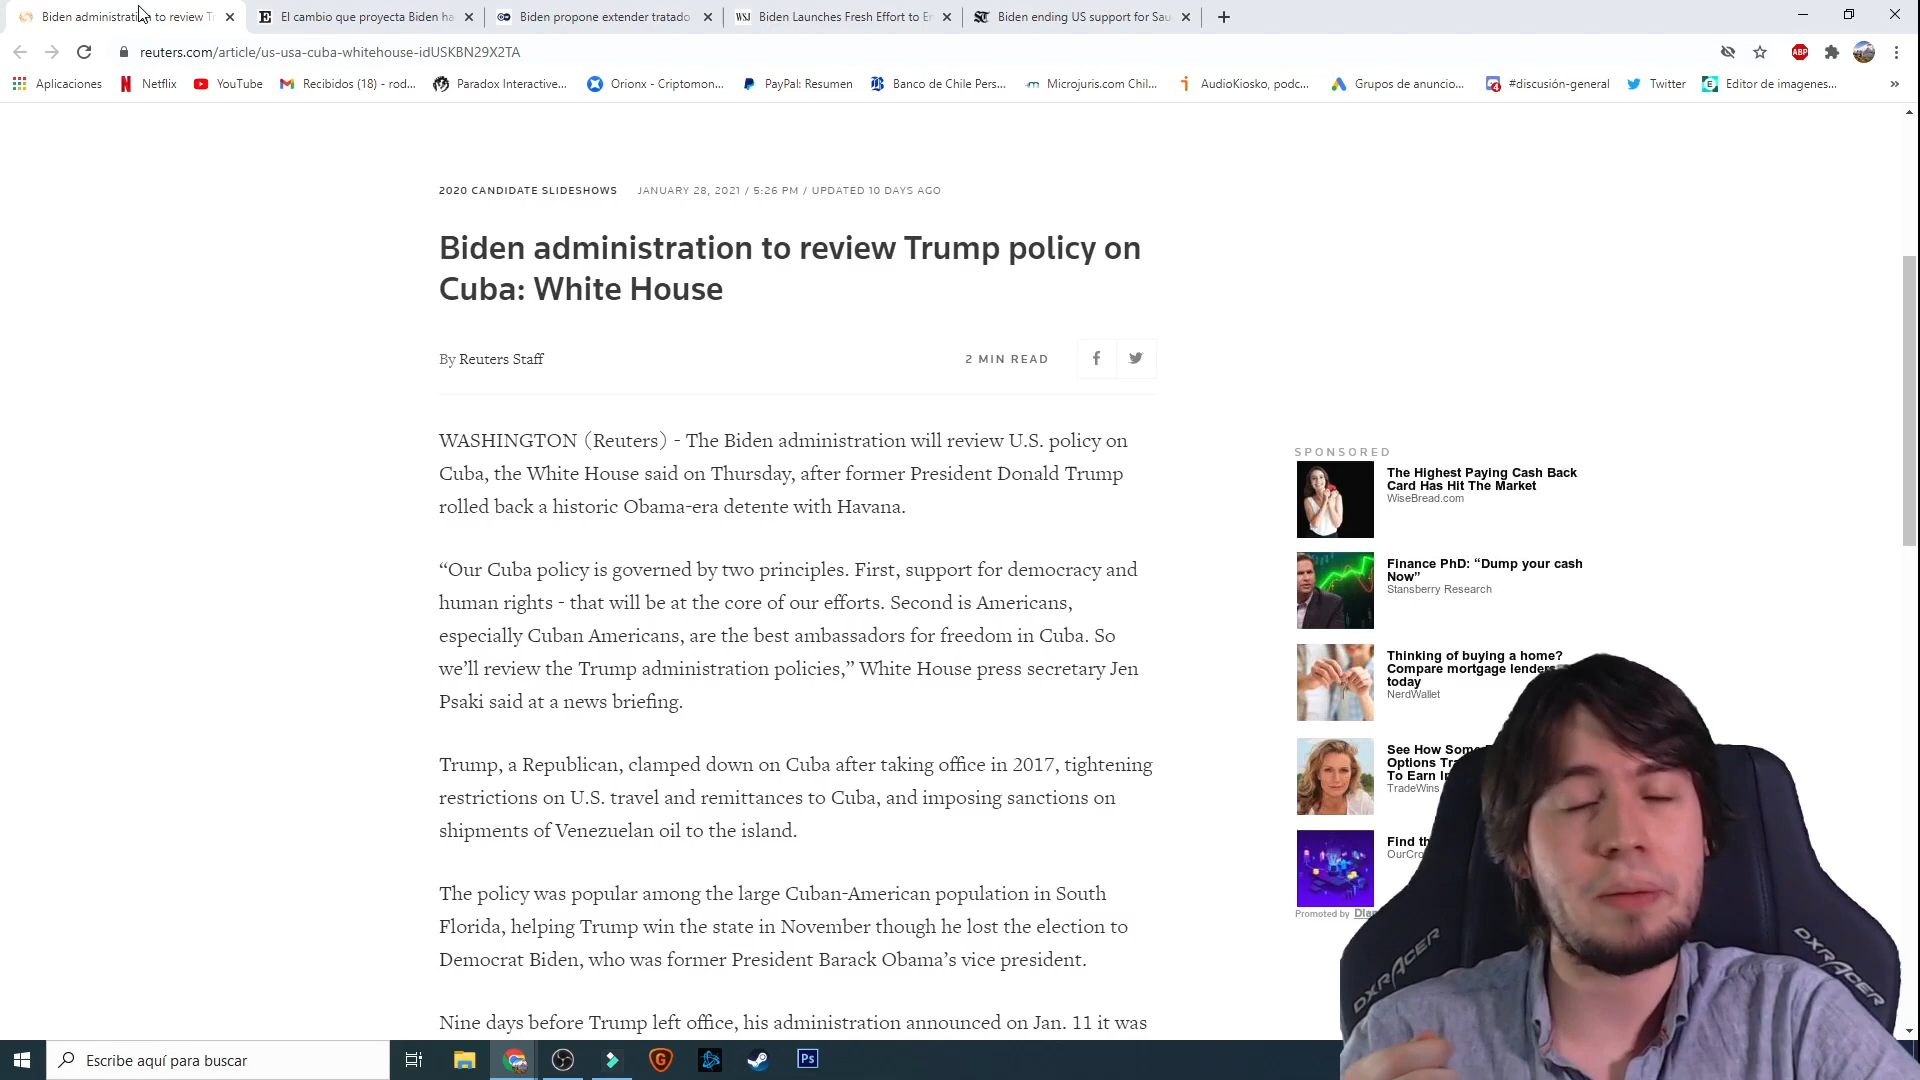 Biden administration to review Tr
El cambio que proyecta Biden ha
Biden propone extender tratado
WSJ
Biden Launches Fresh Effort to En
Biden ending US support for Sau
reuters.com/article/us-usa-cuba-whitehouse-idUSKBN29X2TA
ABP
Aplicaciones
Netflix
YouTube
Recibidos (18) - rod...
Paradox Interactive...
Orionx - Criptomon...
PayPal: Resumen
Banco de Chile Pers...
Microjuris.com Chil...
AudioKiosko, podc...
Grupos de anuncio...
#discusión-general
Twitter
Editor de imagenes...
»
2020 CANDIDATE SLIDESHOWS
JANUARY 28, 2021 / 5:26 PM / UPDATED 10 DAYS AGO
Biden administration to review Trump policy on
Cuba: White House
By Reuters Staff
2 MIN READ
WASHINGTON (Reuters) - The Biden administration will review U.S. policy on
Cuba, the White House said on Thursday, after former President Donald Trump
rolled back a historic Obama-era detente with Havana.
“Our Cuba policy is governed by two principles. First, support for democracy and
human rights - that will be at the core of our efforts. Second is Americans,
especially Cuban Americans, are the best ambassadors for freedom in Cuba. So
we’ll review the Trump administration policies,” White House press secretary Jen
Psaki said at a news briefing.
Trump, a Republican, clamped down on Cuba after taking office in 2017, tightening
restrictions on U.S. travel and remittances to Cuba, and imposing sanctions on
shipments of Venezuelan oil to the island.
The policy was popular among the large Cuban-American population in South
Florida, helping Trump win the state in November though he lost the election to
Democrat Biden, who was former President Barack Obama’s vice president.
Nine days before Trump left office, his administration announced on Jan. 11 it was
SPONSORED
The Highest Paying Cash Back
Card Has Hit The Market
WiseBread.com
Finance PhD: “Dump your cash
Now”
Stansberry Research
Thinking of buying a home?
Compare mortgage lenders
today
NerdWallet
See How Some
Options Tra
To Earn In
TradeWins
Find th
OurCro
Promoted by Dian
DXRACER
DXRACER
Escribe aquí para buscar
Ps